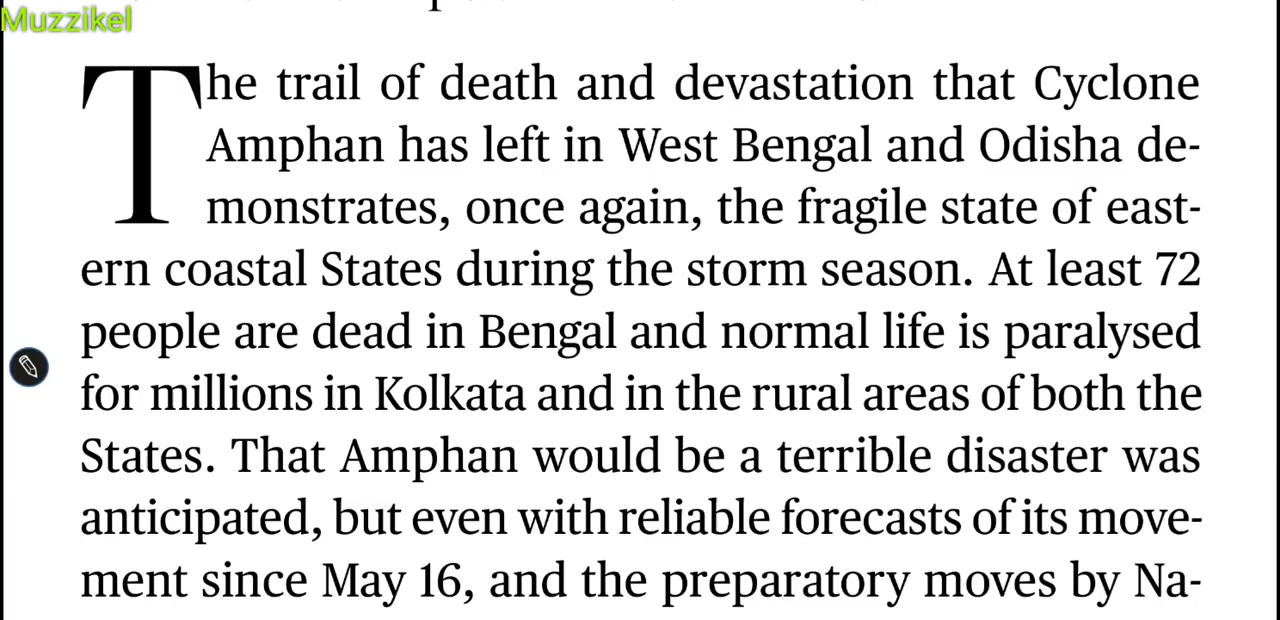 Muzzikel
The trail of death and devastation that Cyclone
Amphan has left in West Bengal and Odisha de-
monstrates, once again, the fragile state of east-
ern coastal States during the storm season. At least 72
people are dead in Bengal and normal life is paralysed
for millions in Kolkata and in the rural areas of both the
States. That Amphan would be a terrible disaster was
anticipated, but even with reliable forecasts of its move-
ment since May 16, and the preparatory moves by Na-